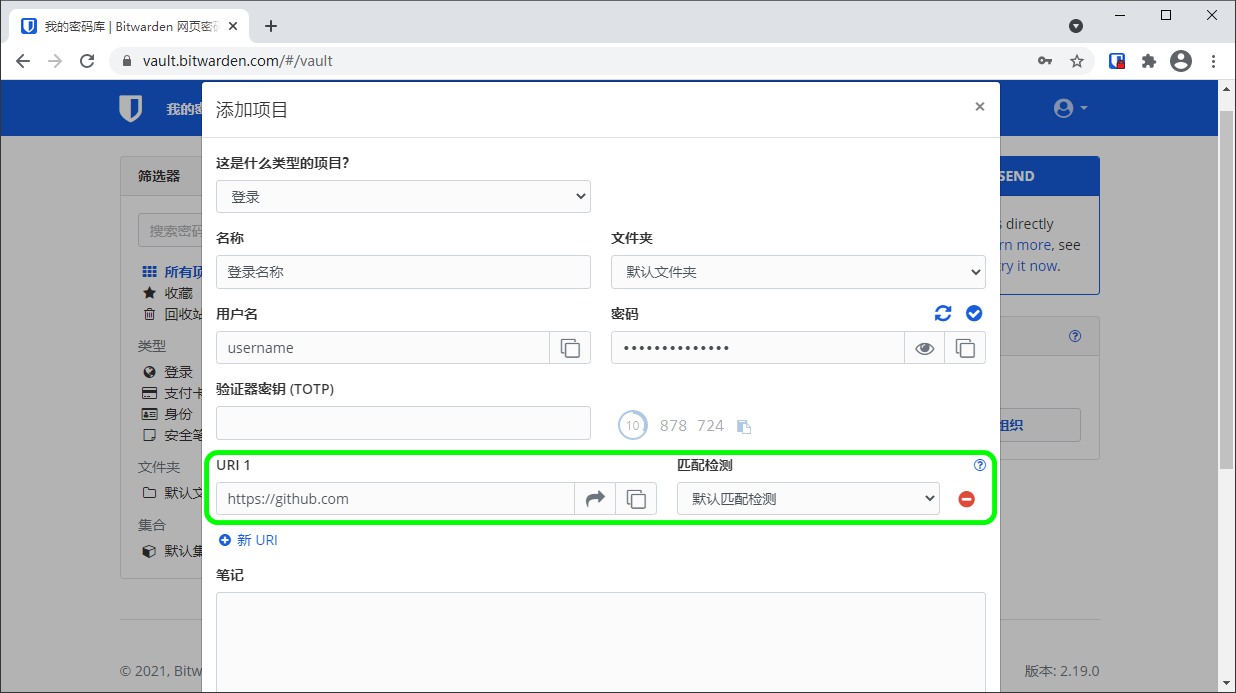 我的密码库 | Bitwarden 网页密
vault.bitwarden.com/#/vault
我的
添加项目
×
这是什么类型的项目?
登录
名称
文件夹
登录名称
默认文件夹
用户名
密码
username
••••••••••••••
验证器密钥 (TOTP)
10
878 724
URI 1
匹配检测
https://github.com
默认匹配检测
新 URI
笔记
筛选器
搜索密码
所有项
收藏
回收站
类型
登录
支付卡
身份
安全笔
文件夹
默认文
集合
默认集
SEND
directly
rn more, see
ry it now.
组织
© 2021, Bitw
版本: 2.19.0